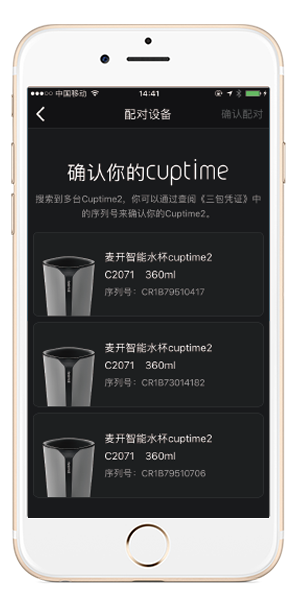 中国移动
14:41
配对设备
确认配对
确认你的cuptime
搜索到多台Cuptime2，你可以通过查阅《三包凭证》中
的序列号来确认你的Cuptime2。
麦开智能水杯cuptime2
C2071 360ml
序列号：CR1B79510417
麦开智能水杯cuptime2
C2071 360ml
序列号：CR1B73014182
麦开智能水杯cuptime2
C2071 360ml
序列号：CR1B79510706